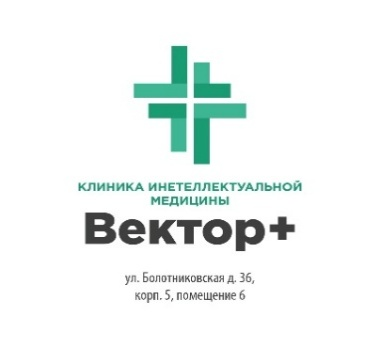 КЛИНИКА ИНЕТЕЛЛЕКТУАЛЬНОЙ
МЕДИЦИНЫ
Вектор+
ул. Болотниковская д. 36,
корп. 5, помещение 6